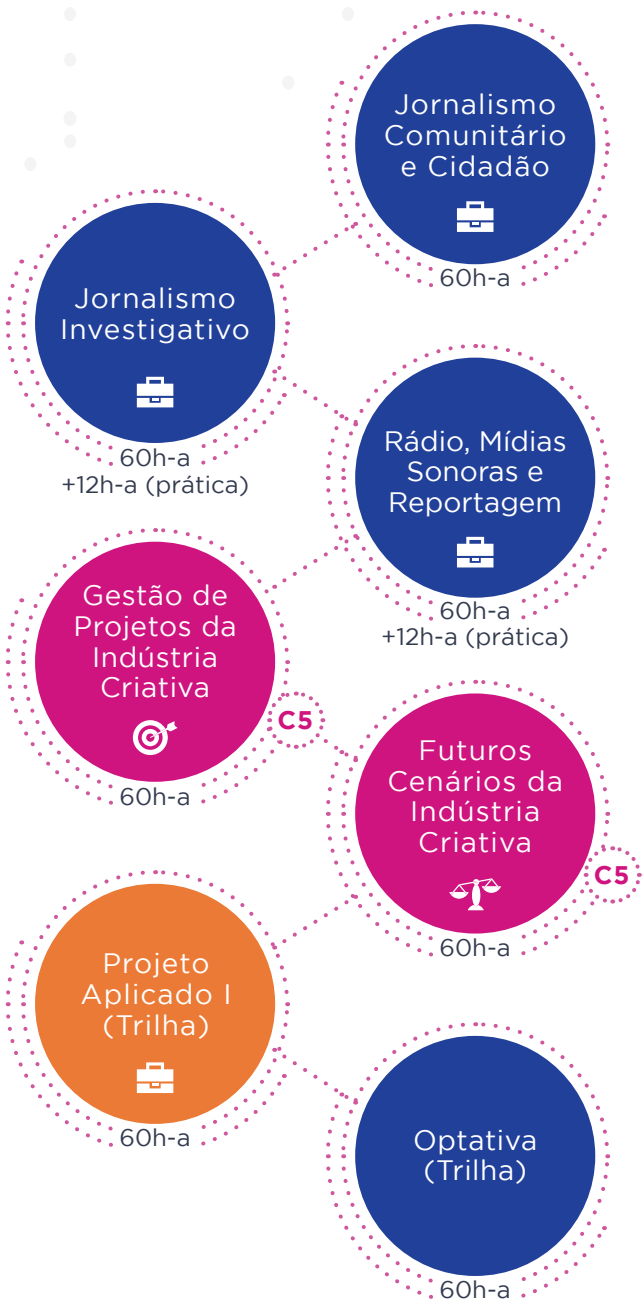 Jornalismo
Comunitário
e Cidadão
60h-a
Jornalismo
Investigativo
60h-a
+12h-a (prática)
Rádio, Mídias
Sonoras e
Reportagem
60h-a
+12h-a (prática)
Gestão de
Projetos da
Indústria
Criativa
C5
60h-a
Futuros
Cenários da
Indústria
Criativa
C5
60h-a
Projeto
Aplicado I
(Trilha)
60h-a
Optativa
(Trilha)
60h-a